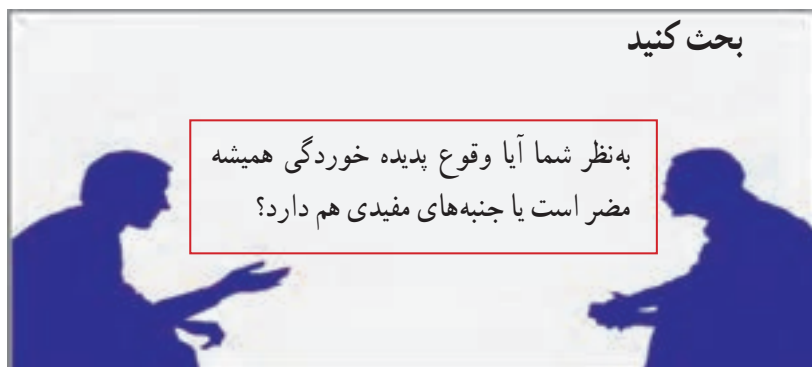 بحث کنید
به‌نظر شما آیا وقوع پدیده خوردگی همیشه
مضر است یا جنبه‌های مفیدی هم دارد؟